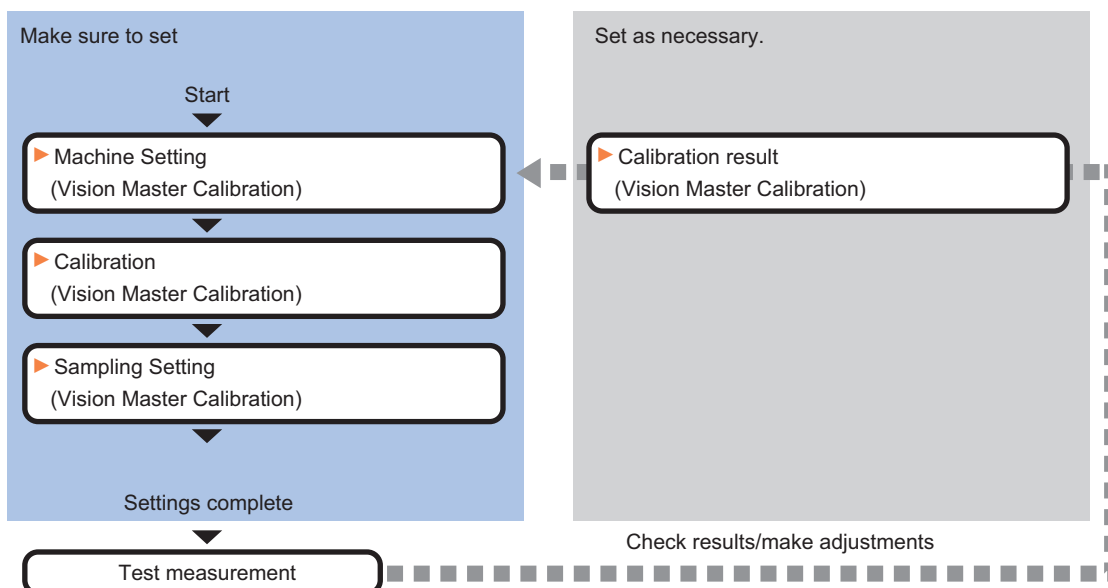 Make sure to set
Start
Machine Setting
(Vision Master Calibration)
Calibration
(Vision Master Calibration)
Sampling Setting
(Vision Master Calibration)
Settings complete
Test measurement
Set as necessary.
Calibration result
(Vision Master Calibration)
Check results/make adjustments